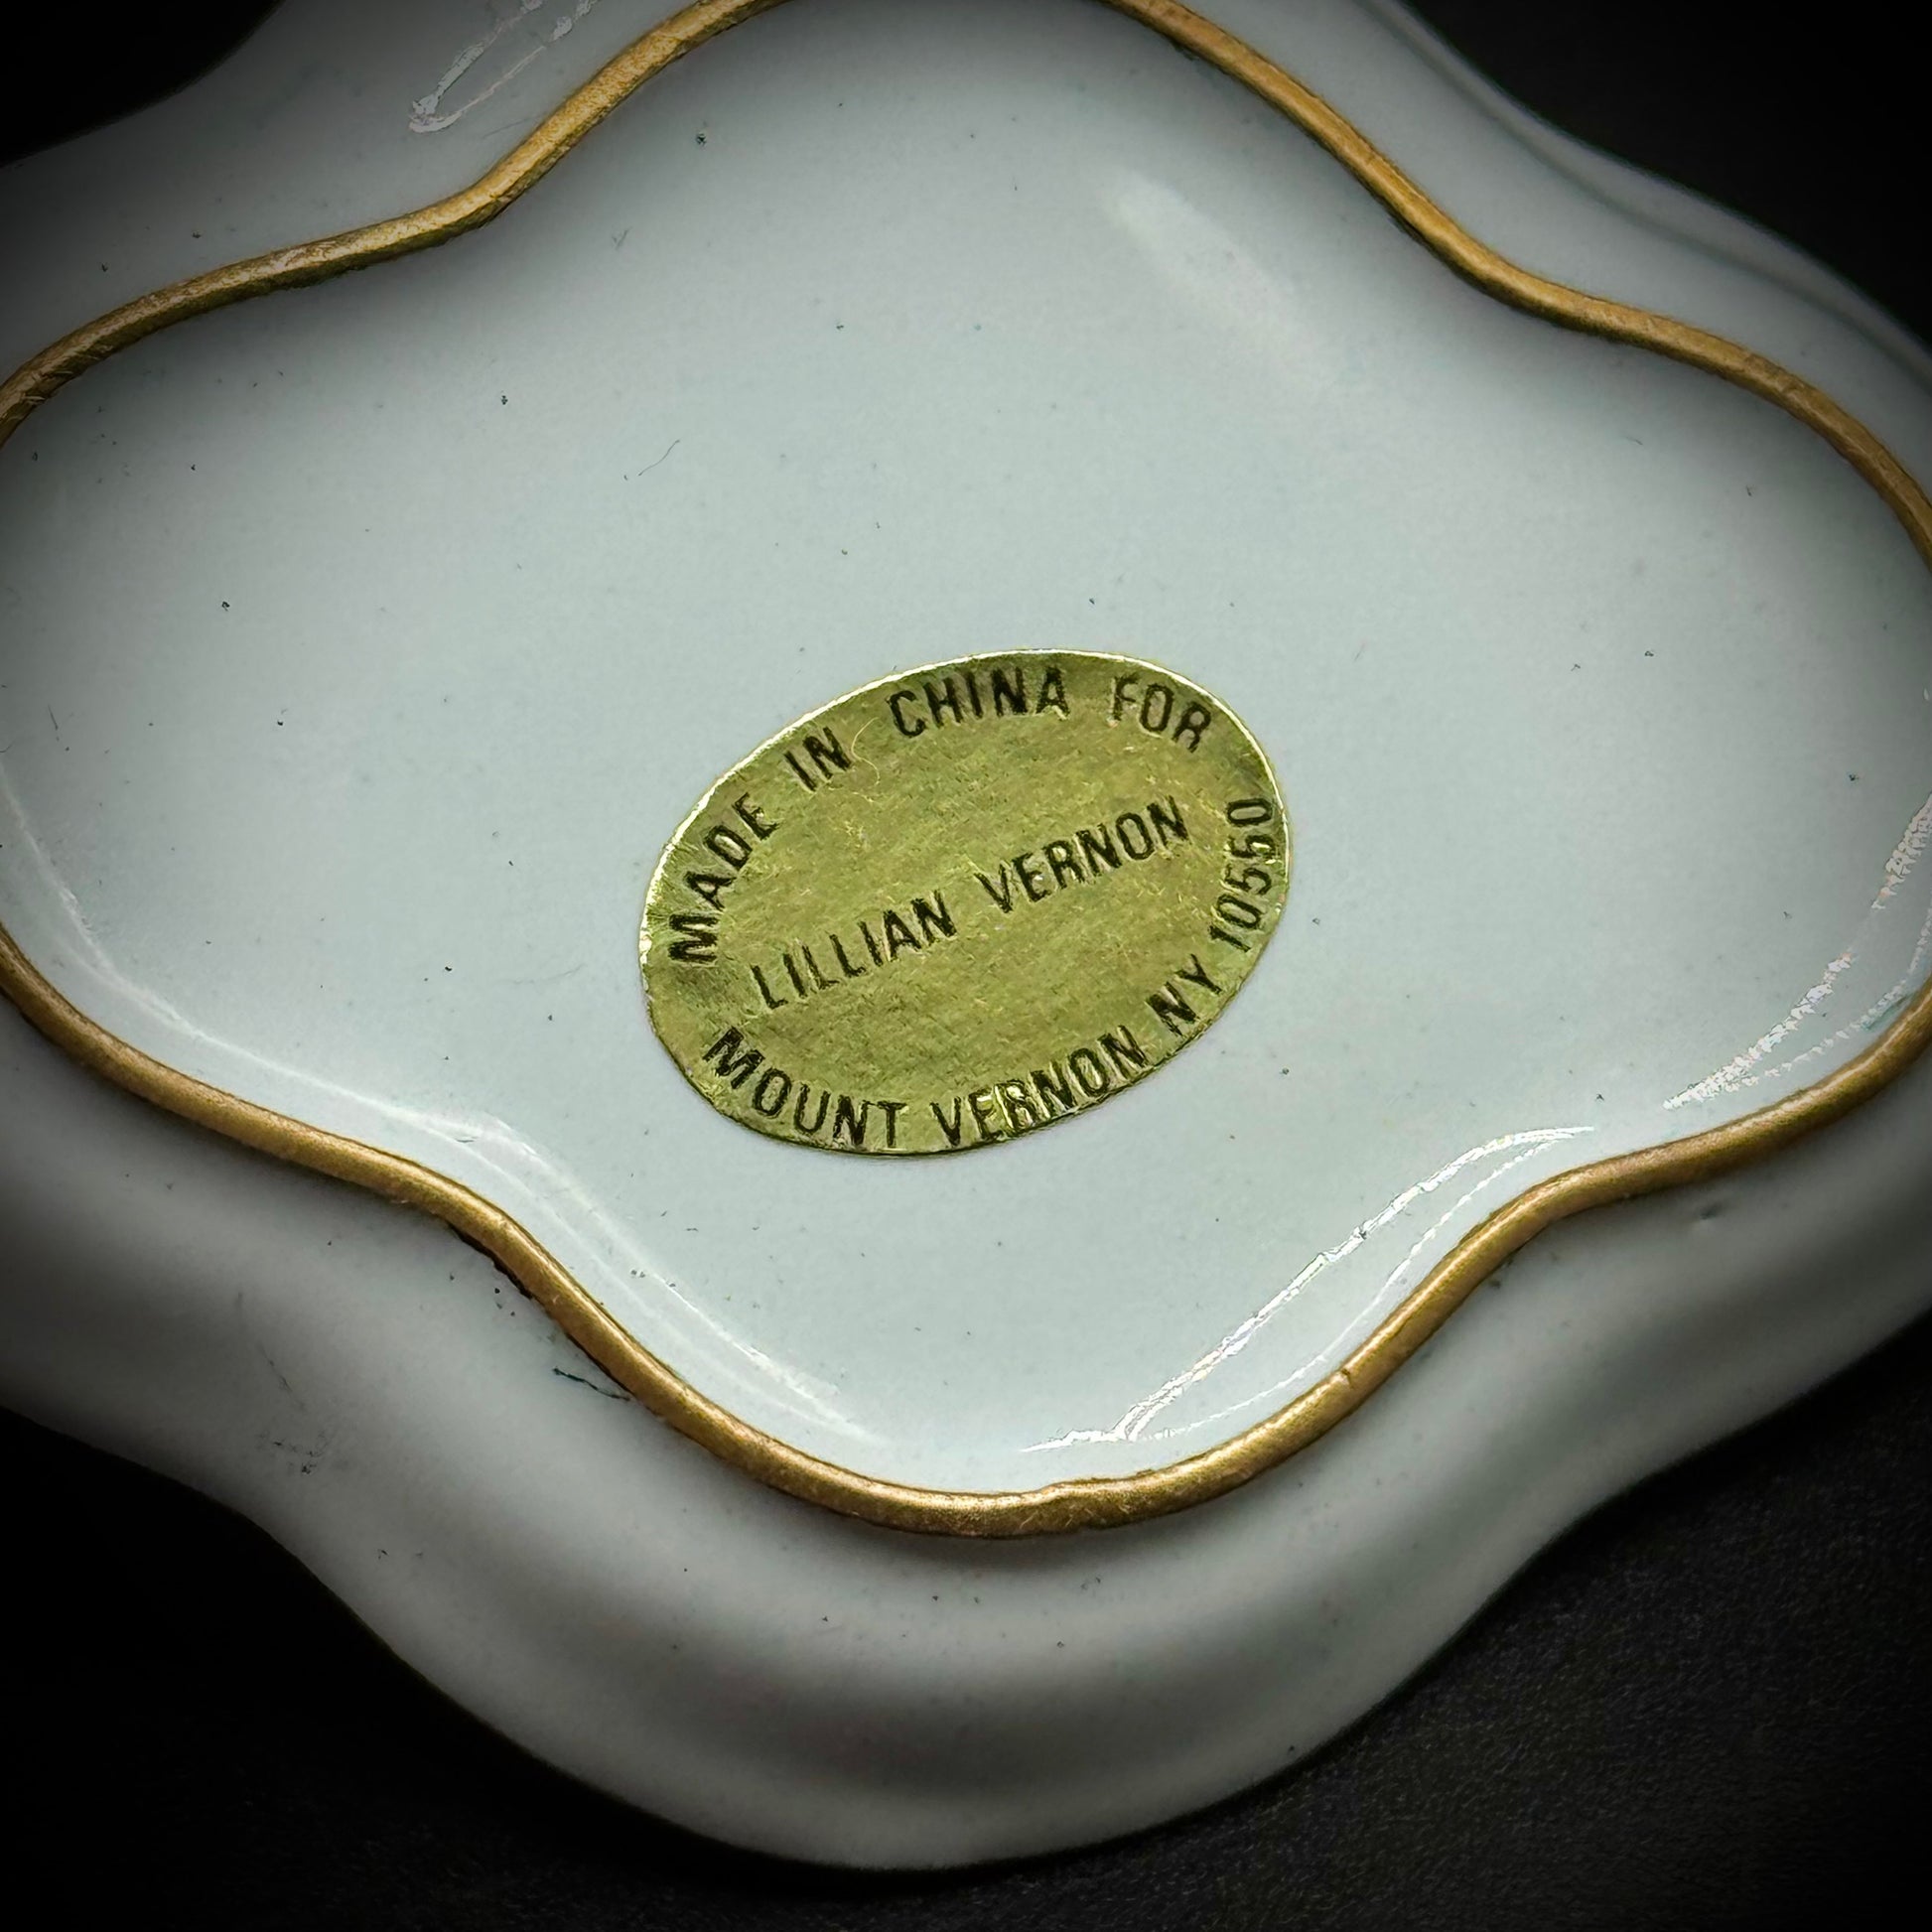 MADE IN CHINA FOR
LILLIAN VERNON
MOUNT VERNON NY 10550